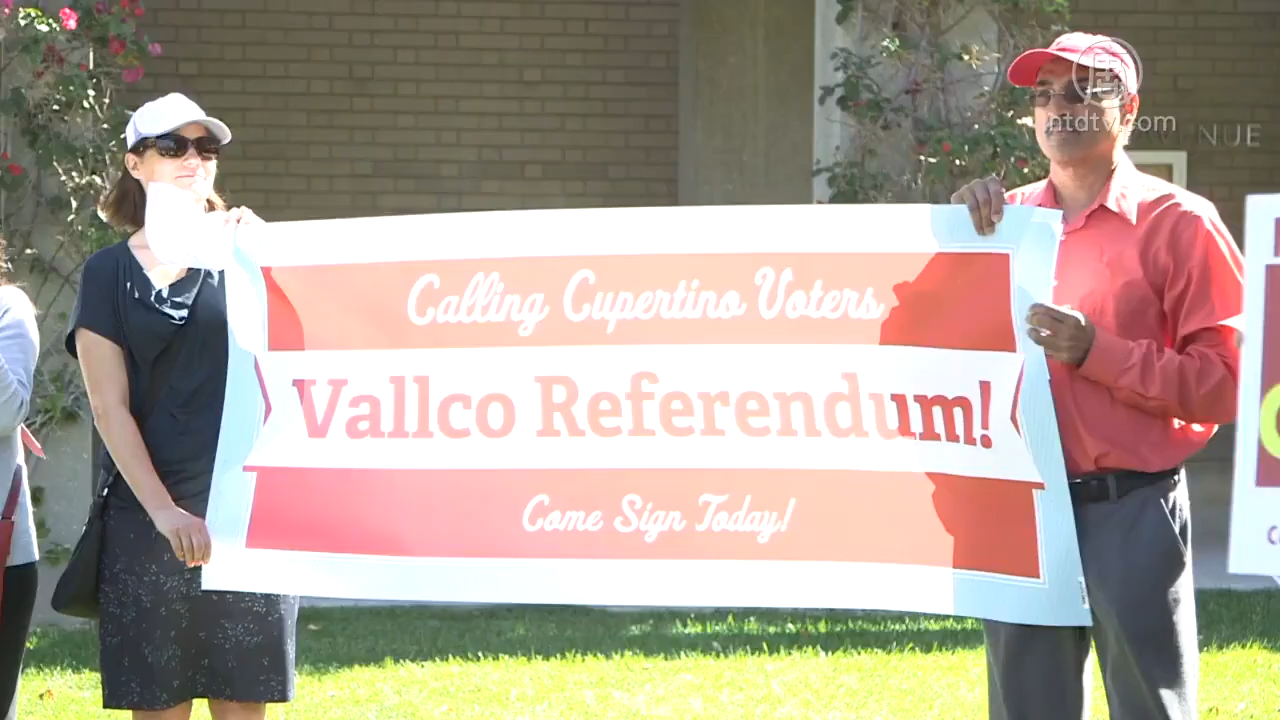 ntdtv.com
NUE
Calling Cupertino Voters
Vallco Referendum!
Come Sign Today!